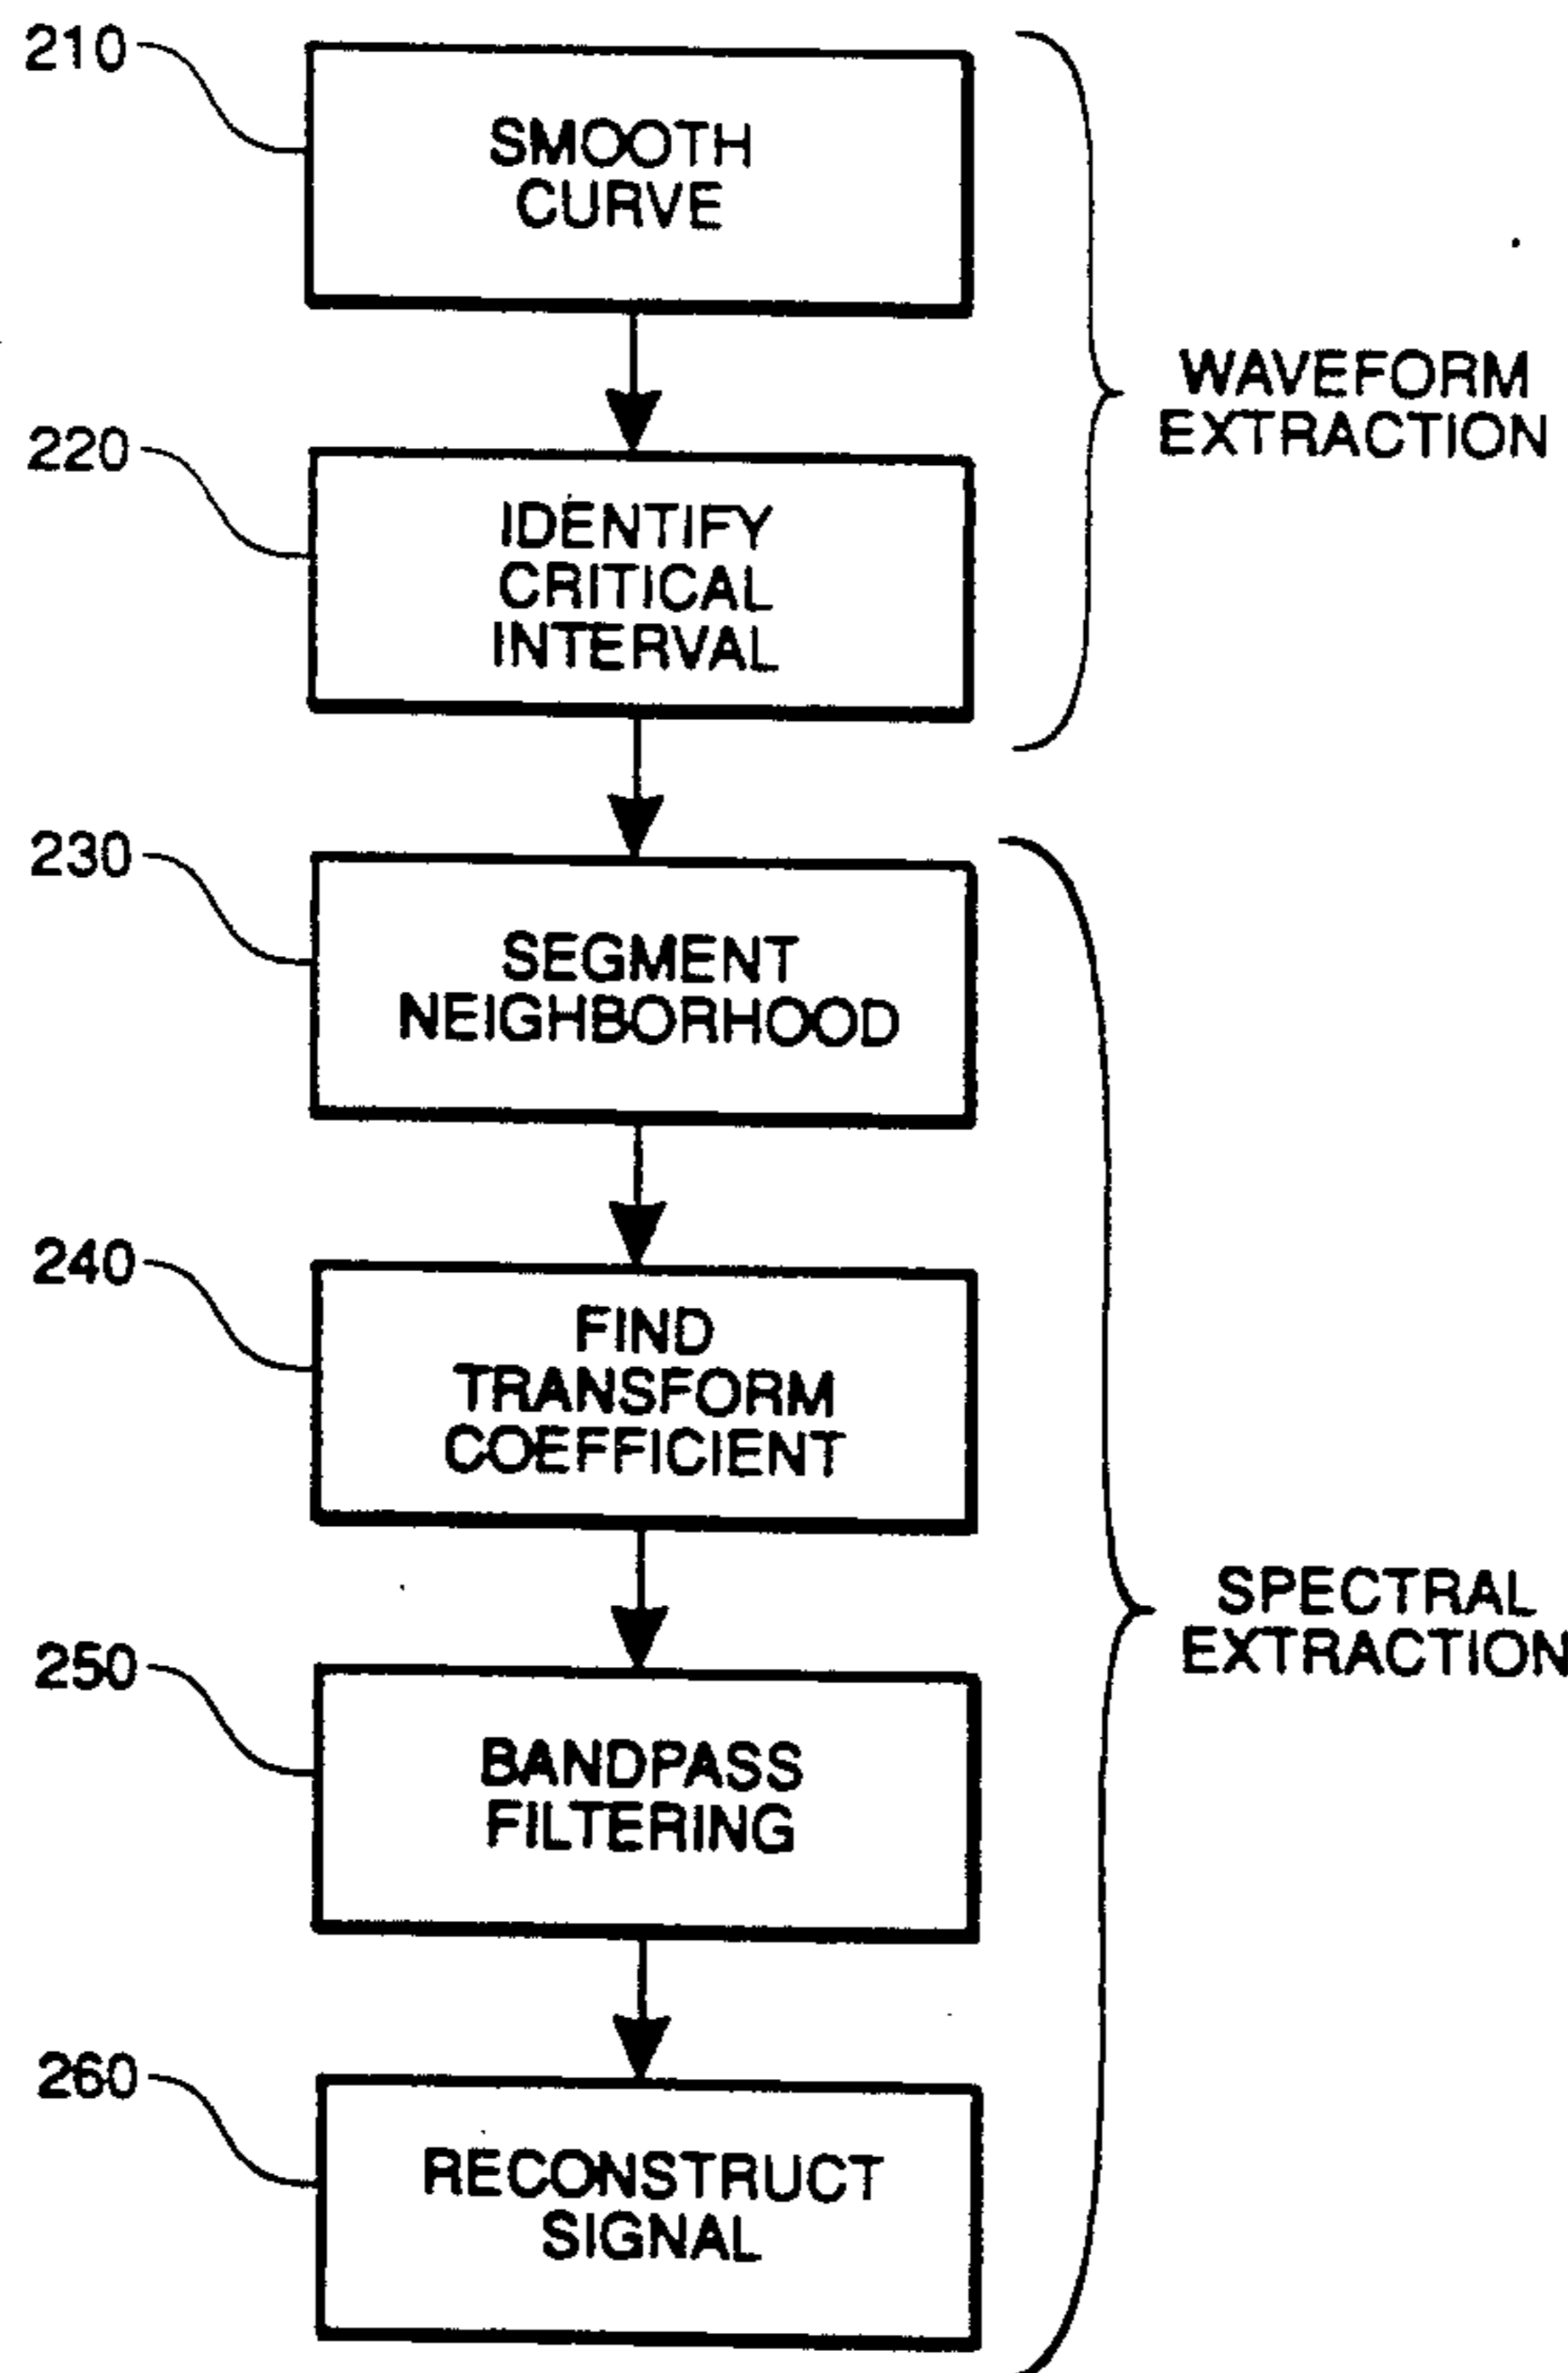 210
SMOOTH
CURVE
WAVEFORM
EXTRACTION
220
IDENTIFY
CRITICAL
INTERVAL
230
SEGMENT
NEIGHBORHOOD
240
FIND
TRANSFORM
COEFFICIENT
SPECTRAL
EXTRACTION
250
BANDPASS
FILTERING
260
RECONSTRUCT
SIGNAL